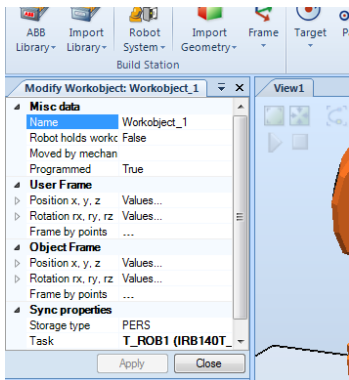 ABB Library
Import Library
Robot System
Import Geometry
Frame
Target
Build Station
Modify Workobject: Workobject_1
View1
Misc data
Name Workobject_1
Robot holds workc False
Moved by mechan
Programmed True
User Frame
Position x, y, z Values...
Rotation rx, ry, rz Values...
Frame by points ...
Object Frame
Position x, y, z Values...
Rotation rx, ry, rz Values...
Frame by points ...
Sync properties
Storage type PERS
Task T_ROB1 (IRB140T_
Apply Close